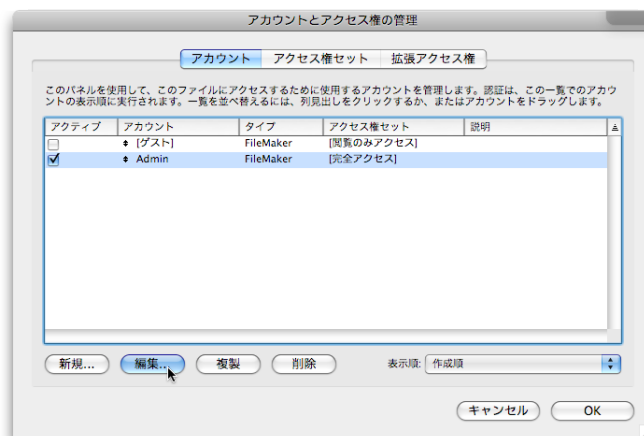 アカウントとアクセス権の管理
アカウント アクセス権セット 拡張アクセス権
このパネルを使用して、このファイルにアクセスするために使用するアカウントを管理します。認証は、この一覧でのアカウ
ントの表示順に実行されます。一覧を並べ替えるには、列見出しをクリックするか、またはアカウントをドラッグします。
アクティブ アカウント タイプ アクセス権セット 説明
[ゲスト] FileMaker [閲覧のみアクセス]
Admin FileMaker [完全アクセス]
新規... 編集... 複製 削除 表示順: 作成順
キャンセル OK